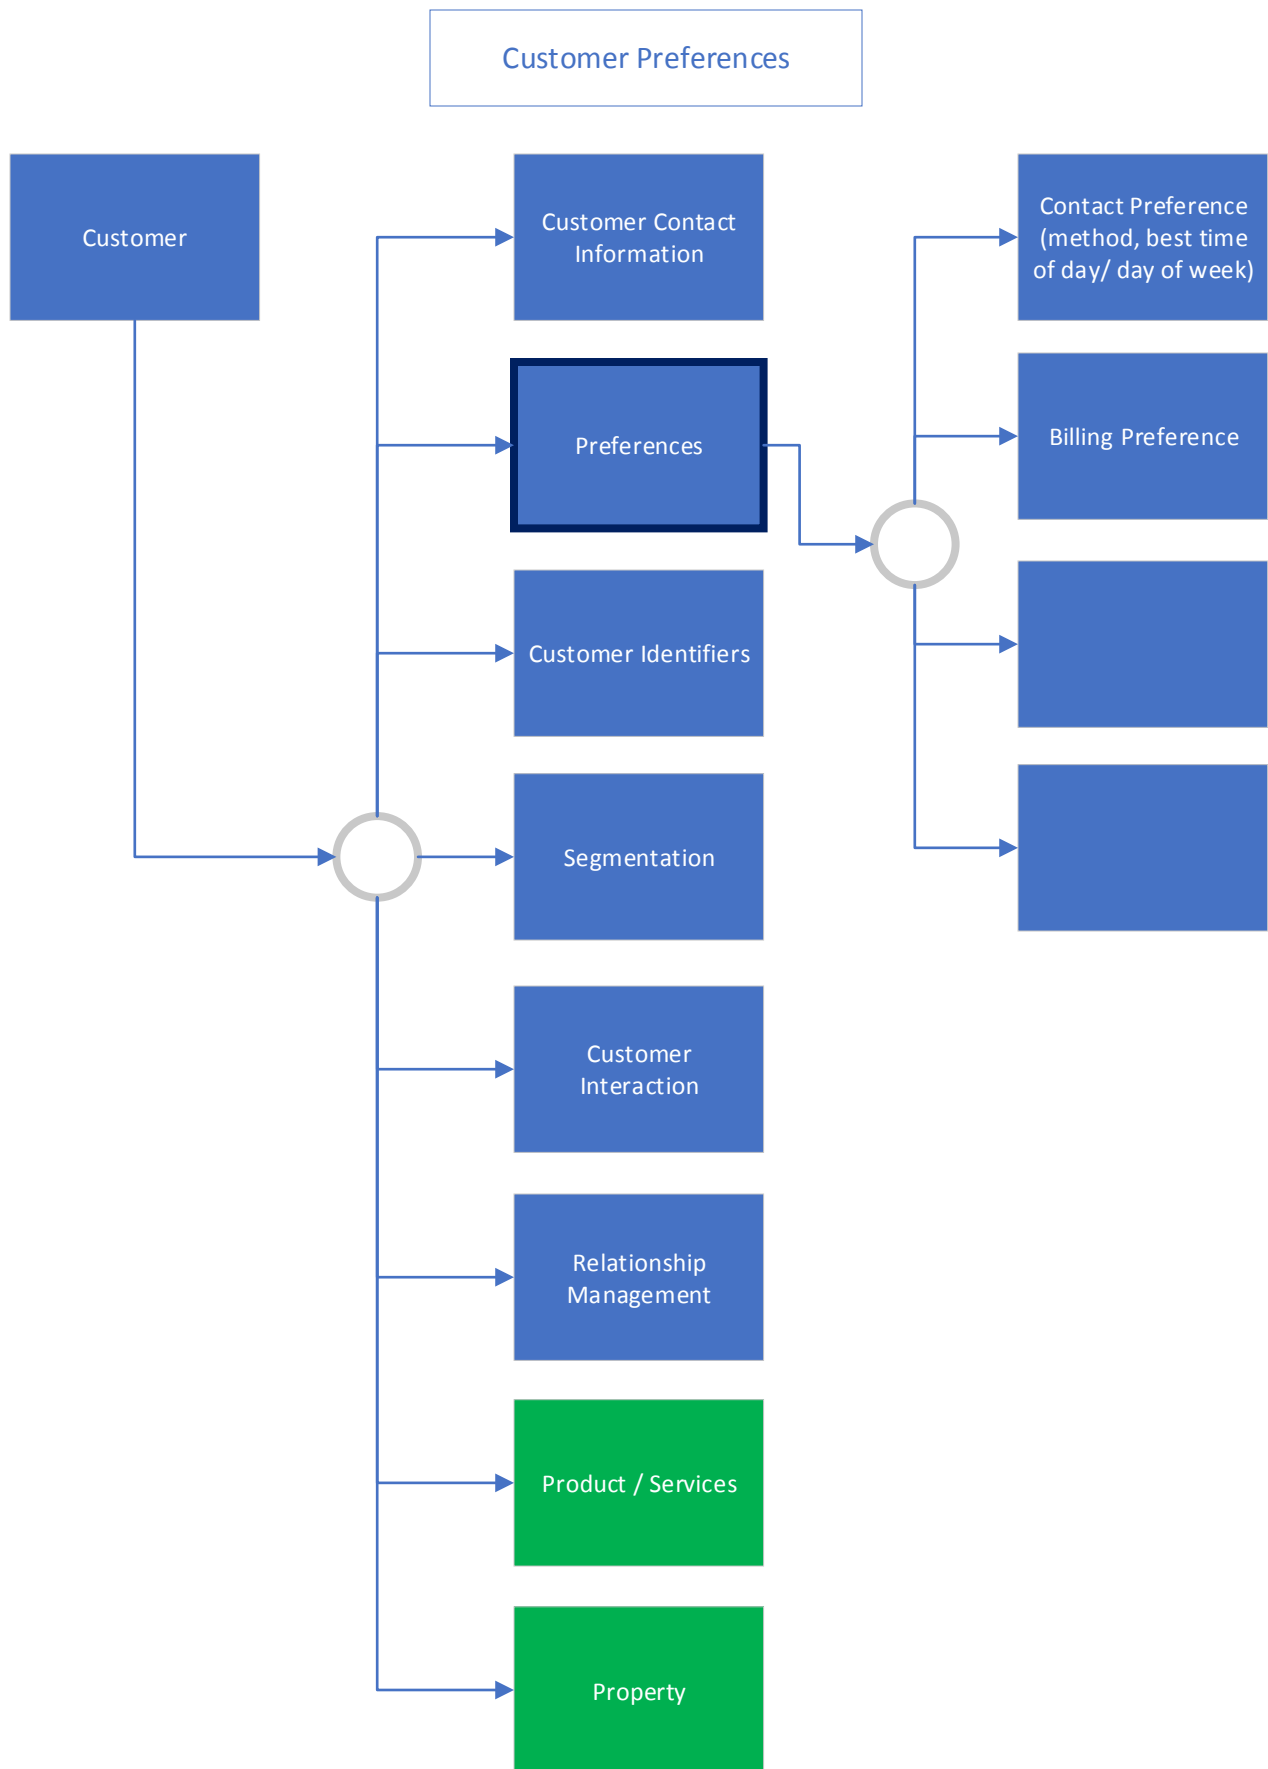 Customer Preferences
Customer
Customer Contact
Information
Preferences
Customer Identifiers
Segmentation
Customer
Interaction
Relationship
Management
Product / Services
Property
Contact Preference
(method, best time
of day/ day of week)
Billing Preference